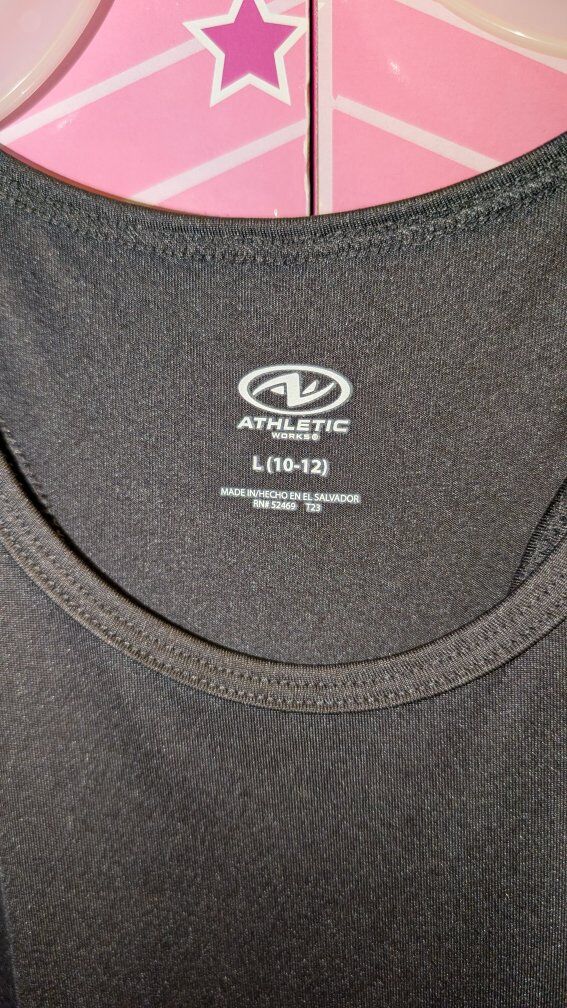 ATHLETIC
WORKS®
L (10-12)
MADE IN/HECHO EN EL SALVADOR
RN# 52469 T23